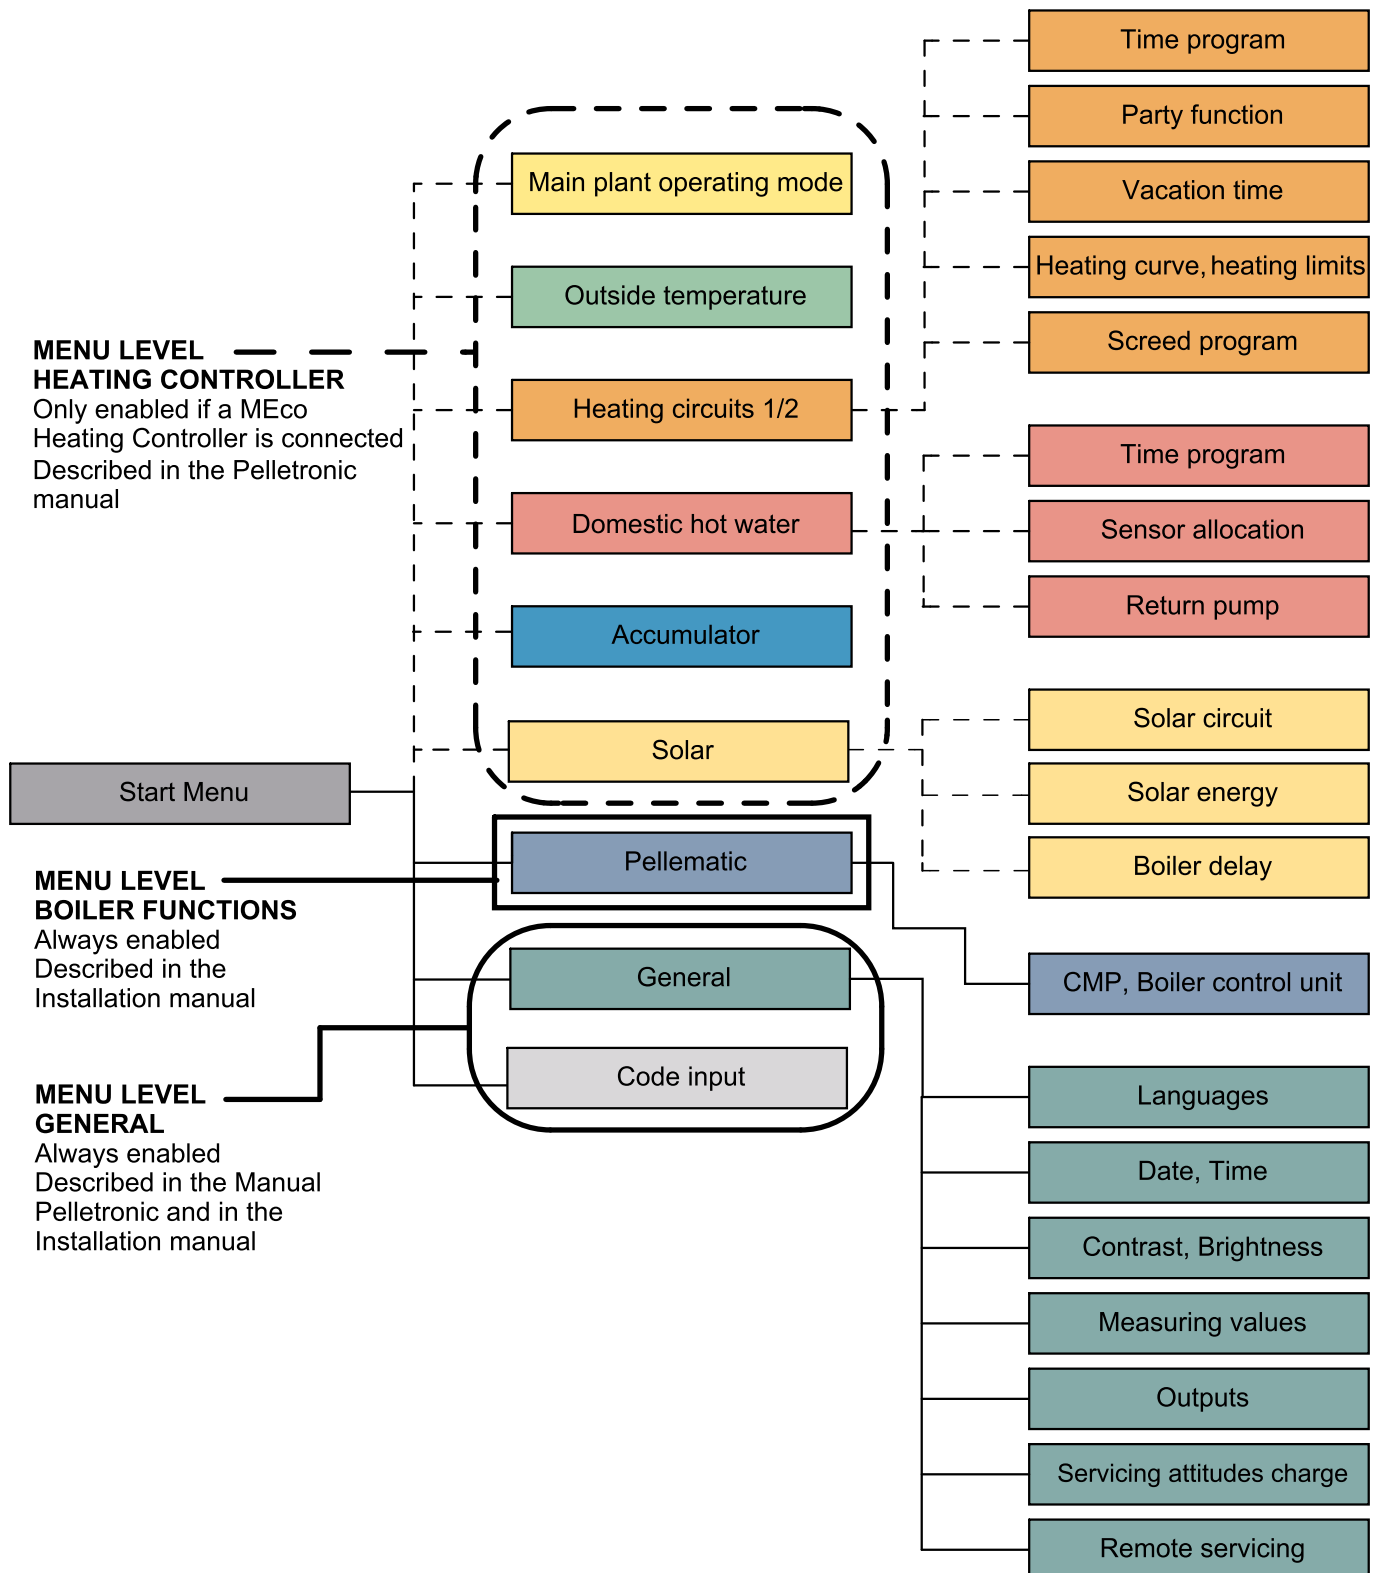 Time program
Party function
Vacation time
Heating curve, heating limits
Screed program
Main plant operating mode
Outside temperature
Heating circuits 1/2
Domestic hot water
Accumulator
Solar
MENU LEVEL
HEATING CONTROLLER
Only enabled if a MEco
Heating Controller is connected
Described in the Pelletronic
manual
Time program
Sensor allocation
Return pump
Solar circuit
Solar energy
Boiler delay
Start Menu
Pellematic
MENU LEVEL
BOILER FUNCTIONS
Always enabled
Described in the
Installation manual
General
Code input
CMP, Boiler control unit
MENU LEVEL
GENERAL
Always enabled
Described in the Manual
Pelletronic and in the
Installation manual
Languages
Date, Time
Contrast, Brightness
Measuring values
Outputs
Servicing attitudes charge
Remote servicing